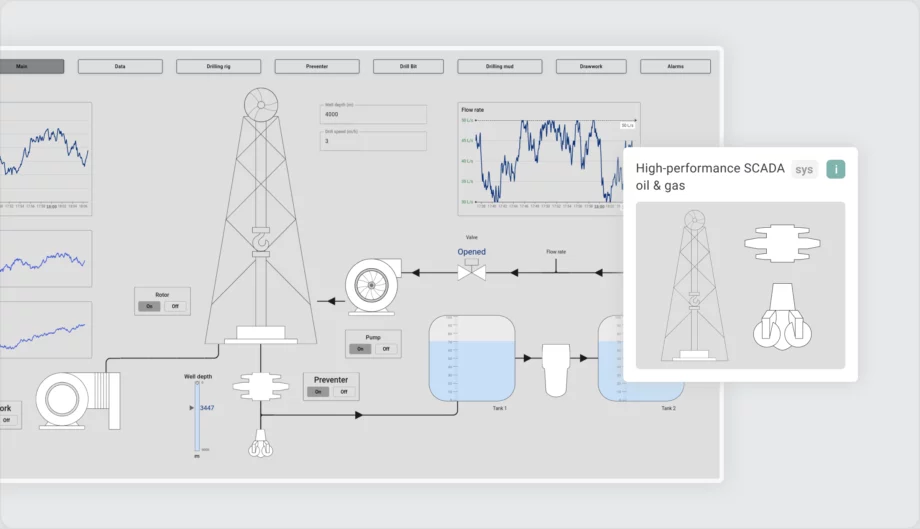 Main
Data
Drilling rig
Preventer
Drill Bit
Drilling mud
Drawwork
Alarms
Well depth (m)
4000
Drill speed (m/h)
3
Flow rate
50 L/s
High-performance SCADA
oil & gas
sys
i
Valve
Opened
Flow rate
Rotor
On
Off
Pump
On
Off
Well depth
3447
m
Preventer
On
Off
ork
Off
Tank 1
Tank 2